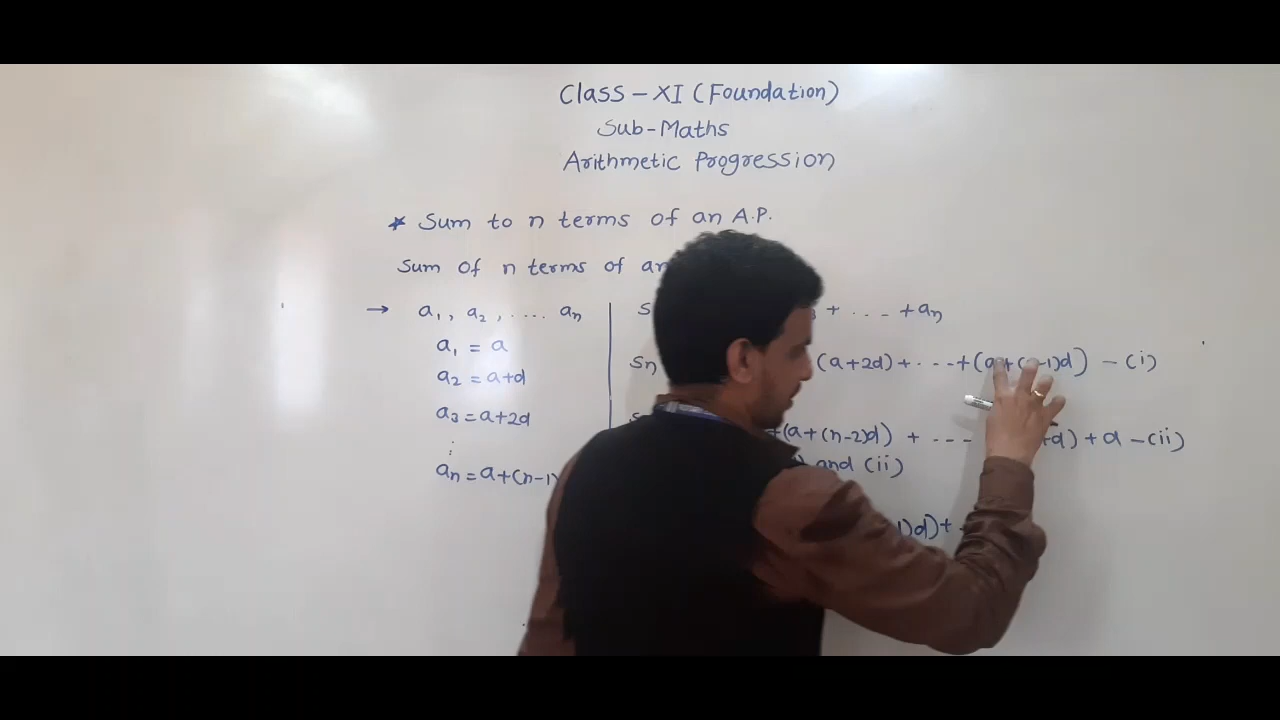 Class - XI (Foundation)
Sub-Maths
Arithmetic Progression
* Sum to n terms of an A.P.
Sum of n terms of an
→ a₁, a₂, .... aₙ
a₁ = a
a₂ = a+d
a₃ = a+2d
⋮
aₙ = a+(n-1)
S + ... + aₙ
Sn (a+2d) + ... + (a+(n-1)d) - (i)
+(a+(n-2)d) + --- +d) + a - (ii)
and (ii)
1)d)+